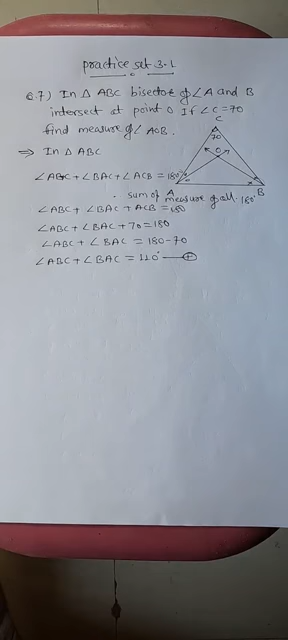 practice set 3.1
Q.7) In Δ ABC bisector of ∠A and B
intersect at point o If ∠C=70
find measure of ∠AOB.
C
70
O
A
B
⇒ In Δ ABC
∠ABC+∠BAC+∠ACB = 180°
. sum of measure of all. 180°
∠ABC + ∠BAC + ACB = 180
∠ABC + ∠BAC + 70 = 180
∠ABC + ∠BAC = 180-70
∠ABC + ∠BAC = 110°